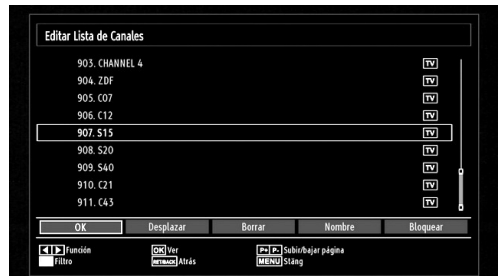 Editar Lista de Canales
903. CHANNEL 4 TV
904. ZDF TV
905. C07 TV
906. C12 TV
907. S15 TV
908. S20 TV
909. S40 TV
910. C21 TV
911. C43 TV
OK Desplazar Borrar Nombre Bloquear
Función OK Ver P+ P- Subir/bajar página
Filtro RET/BACK Atrás MENU Stäng